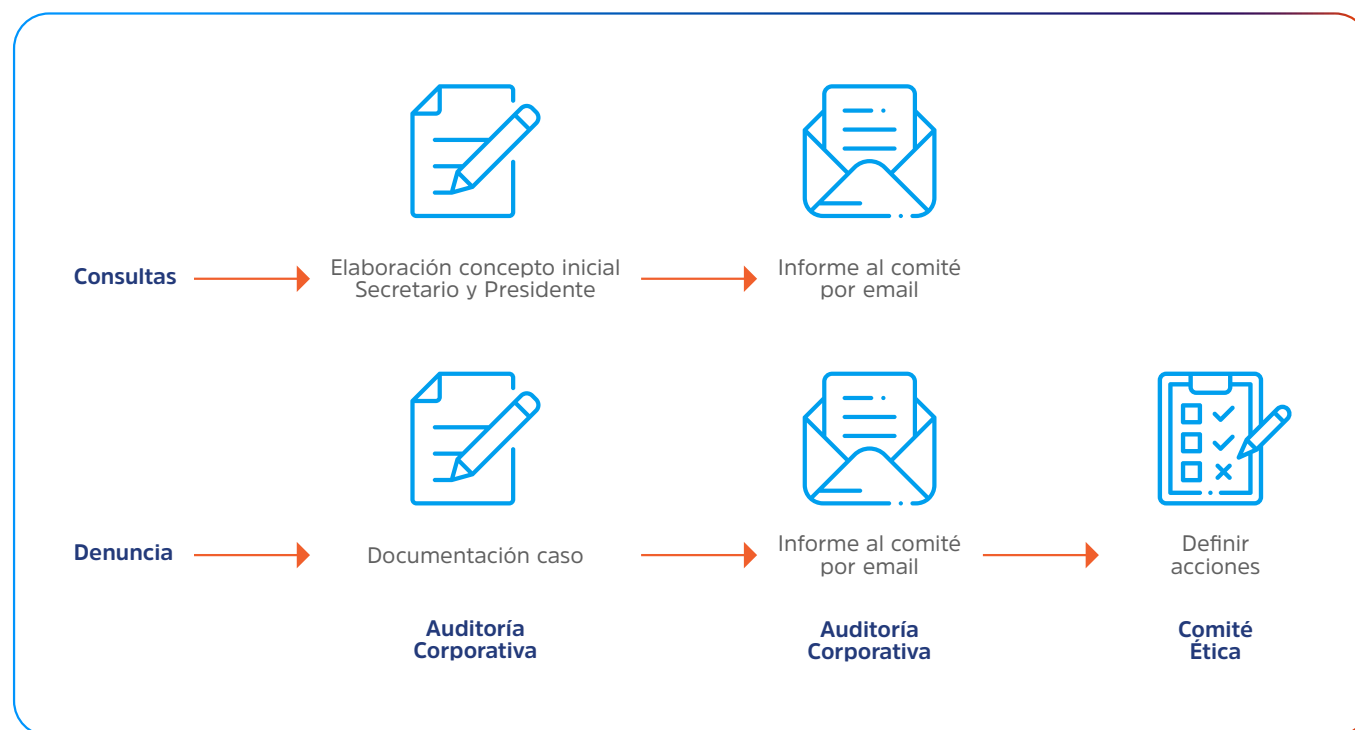 Consultas
Elaboración concepto inicial
Secretario y Presidente
Informe al comité
por email
Denuncia
Documentación caso
Informe al comité
por email
Definir
acciones
Auditoría
Corporativa
Auditoría
Corporativa
Comité
Ética